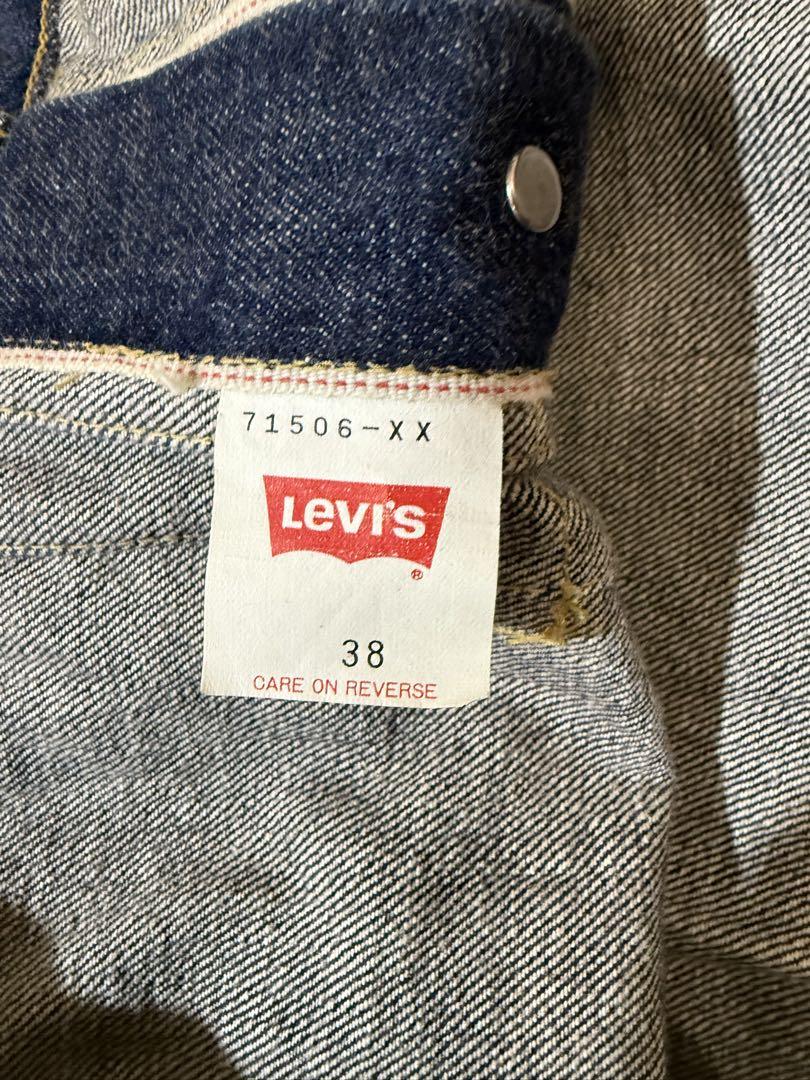 71506-XX
Levi's
®
38
CARE ON REVERSE